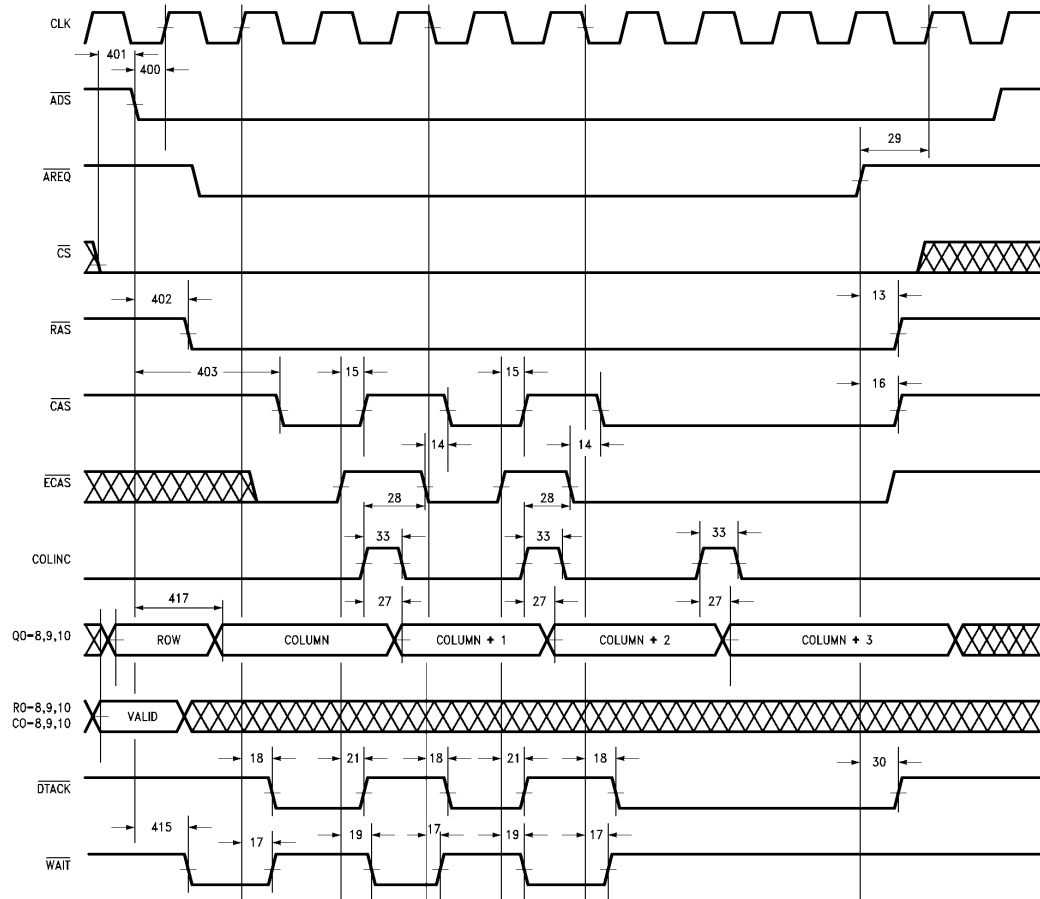 CLK
401
400
ADS
29
AREQ
CS
402
13
RAS
403
15
15
16
CAS
14
14
ECAS
28
28
33
33
33
COLINC
417
27
27
27
Q0-8,9,10
ROW
COLUMN
COLUMN + 1
COLUMN + 2
COLUMN + 3
R0-8,9,10
C0-8,9,10
VALID
18
21
18
21
18
30
DTACK
415
17
19
17
19
17
WAIT